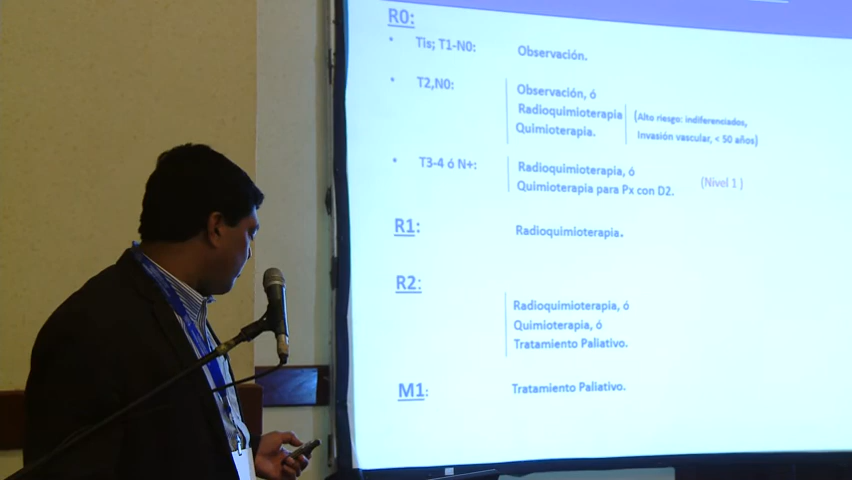 R0:
• Tis; T1-N0: Observación.
• T2,N0: Observación, ó
Radioquimioterapia (Alto riesgo: indiferenciados,
Quimioterapia. Invasión vascular, < 50 años)
• T3-4 ó N+: Radioquimioterapia, ó (Nivel 1 )
Quimioterapia para Px con D2.
R1: Radioquimioterapia.
R2:
Radioquimioterapia, ó
Quimioterapia, ó
Tratamiento Paliativo.
M1: Tratamiento Paliativo.